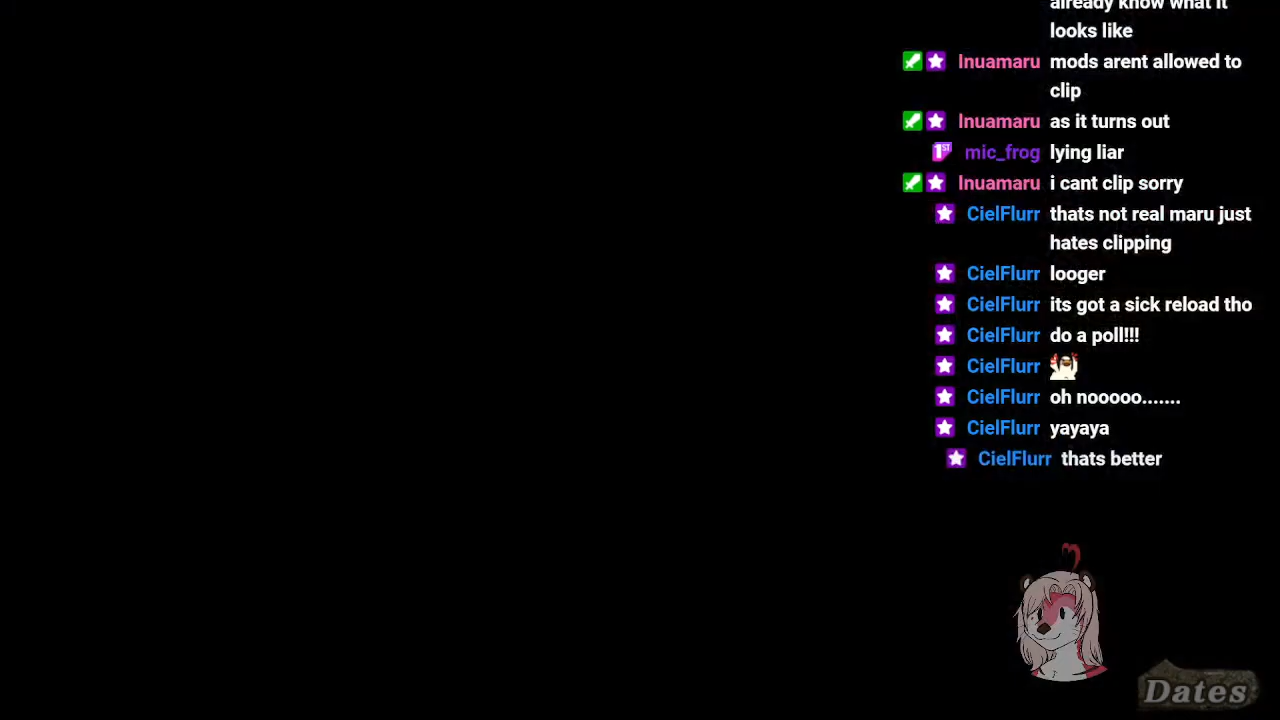 already know what it
looks like
Inuamaru mods arent allowed to
clip
Inuamaru as it turns out
1ST mic_frog lying liar
Inuamaru i cant clip sorry
CielFlurr thats not real maru just
hates clipping
CielFlurr looger
CielFlurr its got a sick reload tho
CielFlurr do a poll!!!
CielFlurr
CielFlurr oh nooooo.......
CielFlurr yayaya
CielFlurr thats better
Dates